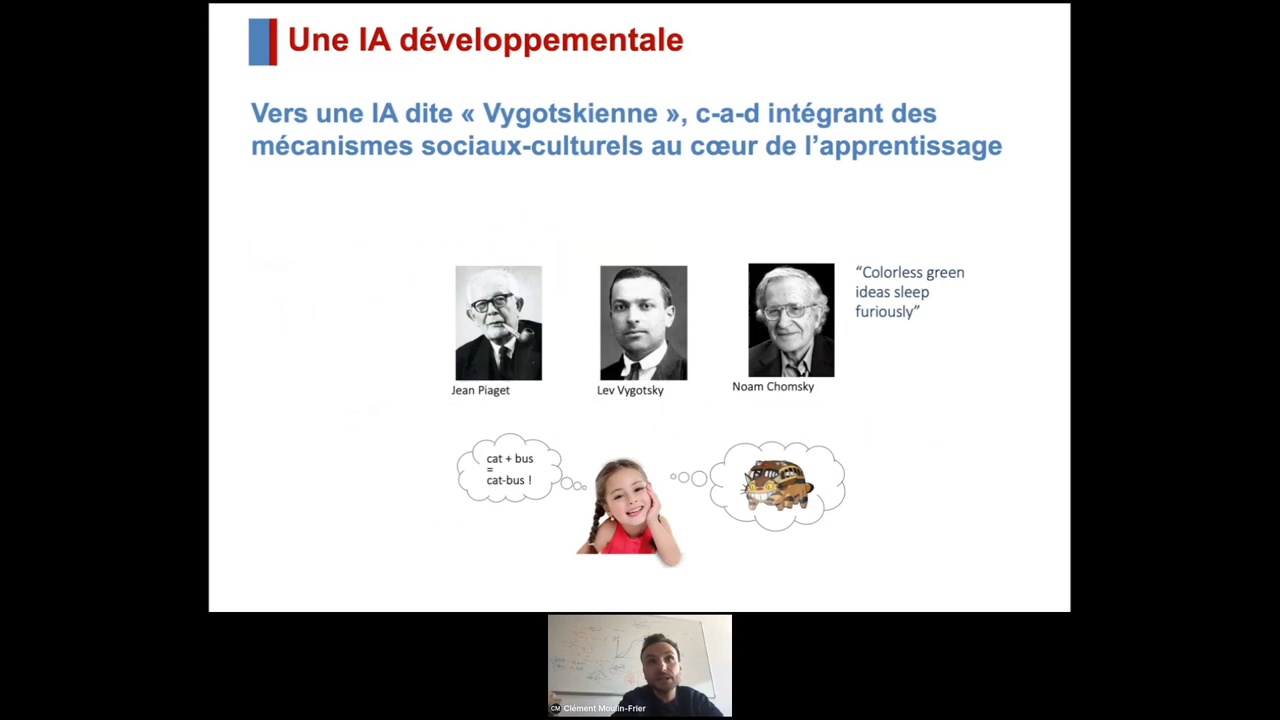 Une IA développementale
Vers une IA dite « Vygotskienne », c-a-d intégrant des
mécanismes sociaux-culturels au cœur de l'apprentissage
“Colorless green
ideas sleep
furiously”
Jean Piaget
Lev Vygotsky
Noam Chomsky
cat + bus
=
cat-bus !
CM
Clément Moulin-Frier